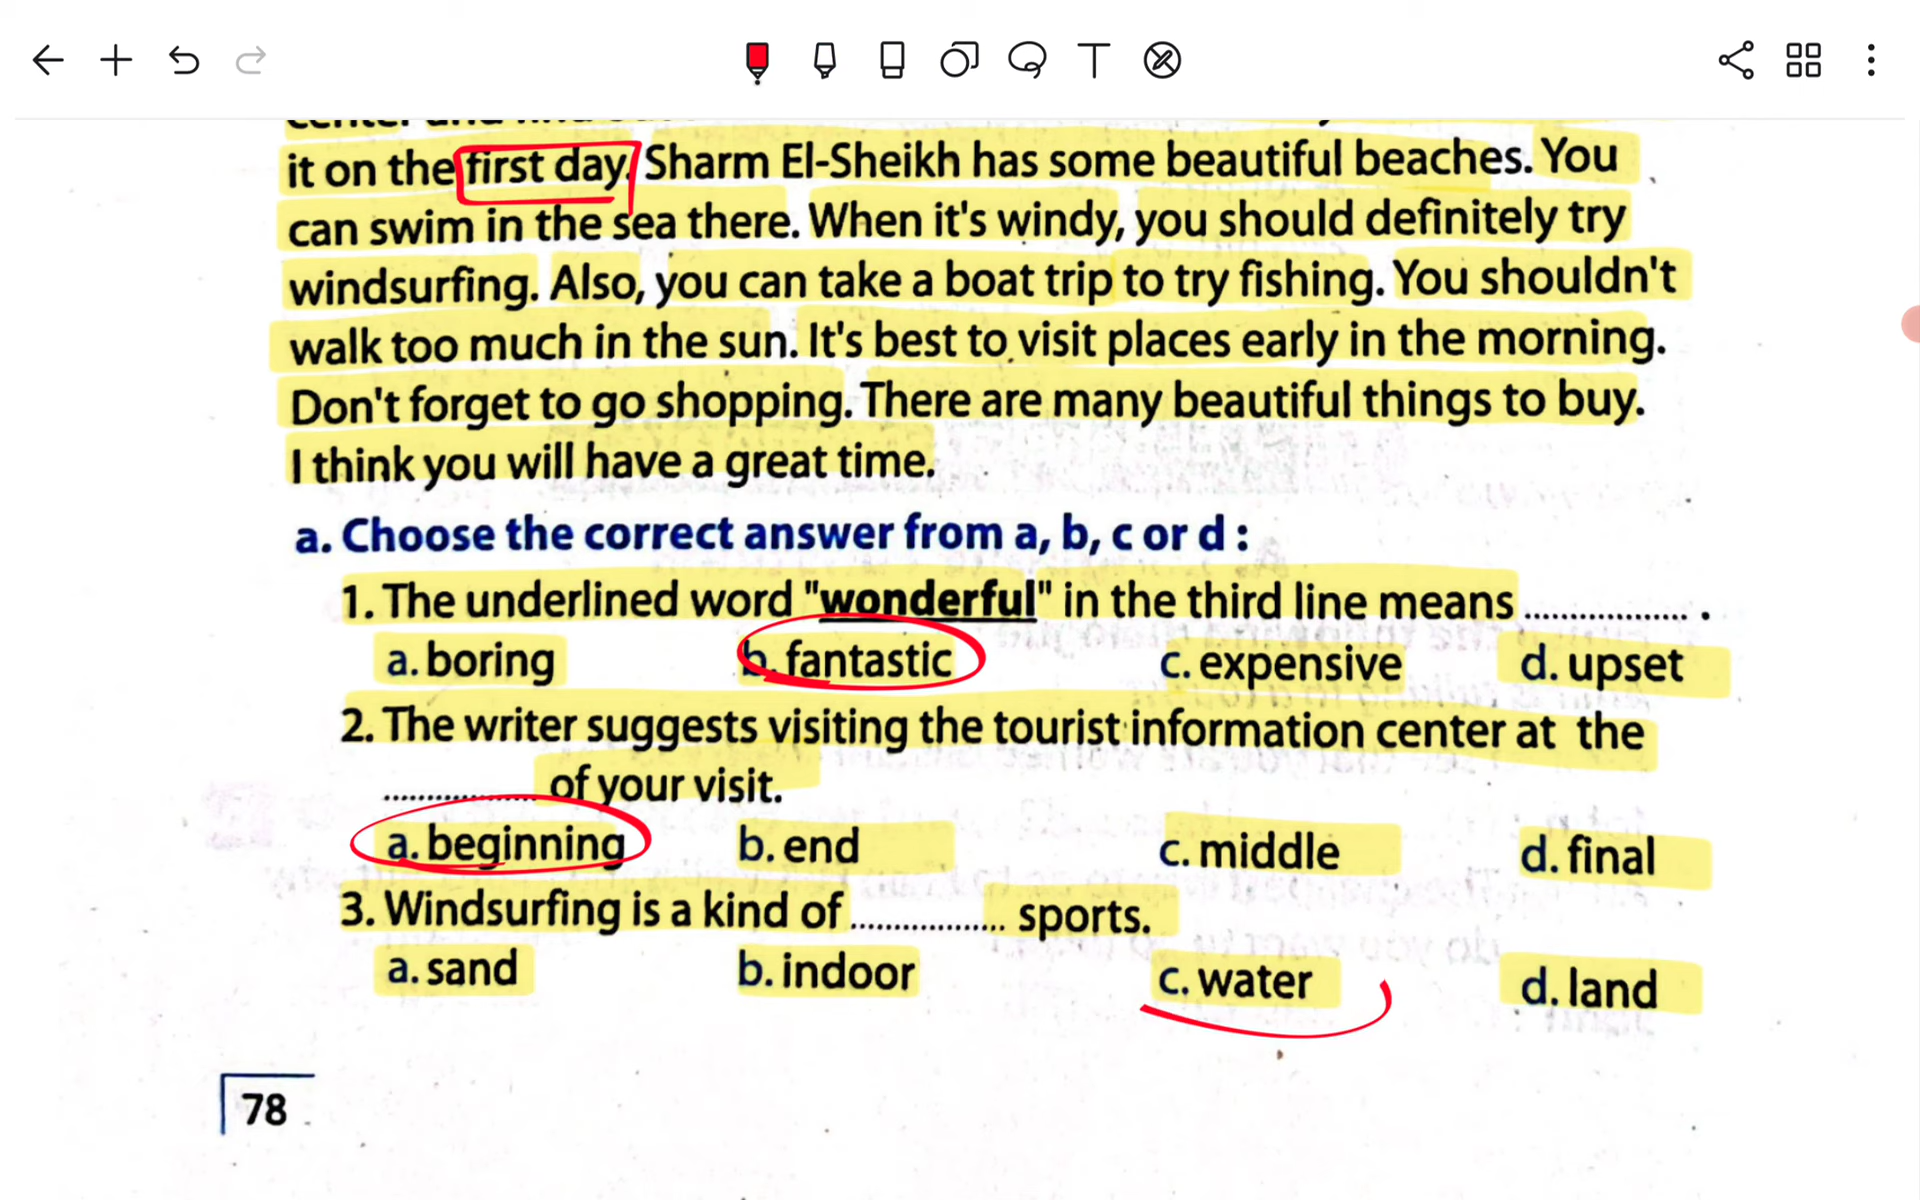 it on the first day. Sharm El-Sheikh has some beautiful beaches. You
can swim in the sea there. When it's windy, you should definitely try
windsurfing. Also, you can take a boat trip to try fishing. You shouldn't
walk too much in the sun. It's best to visit places early in the morning.
Don't forget to go shopping. There are many beautiful things to buy.
I think you will have a great time.
a. Choose the correct answer from a, b, c or d :
1. The underlined word "wonderful" in the third line means .................. .
a. boring b. fantastic c. expensive d. upset
2. The writer suggests visiting the tourist information center at the
.................. of your visit.
a. beginning b. end c. middle d. final
3. Windsurfing is a kind of .................. sports.
a. sand b. indoor c. water d. land
78